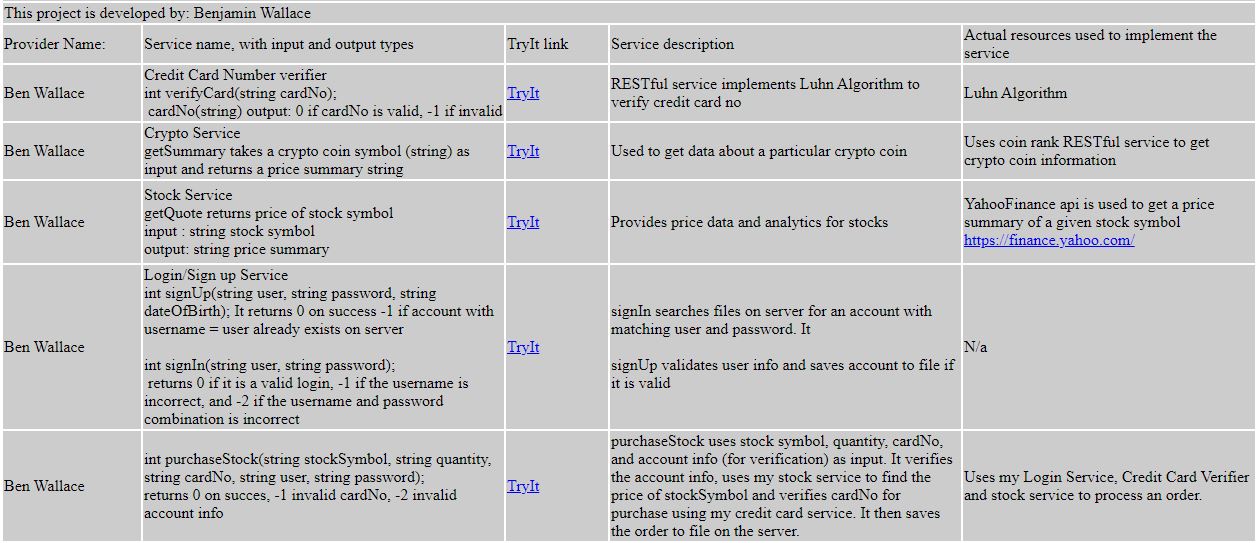 This project is developed by: Benjamin Wallace
Provider Name:
Service name, with input and output types
TryIt link
Service description
Actual resources used to implement the
service
Ben Wallace
Credit Card Number verifier
int verifyCard(string cardNo);
cardNo(string) output: 0 if cardNo is valid, -1 if invalid
TryIt
RESTful service implements Luhn Algorithm to
verify credit card no
Luhn Algorithm
Ben Wallace
Crypto Service
getSummary takes a crypto coin symbol (string) as
input and returns a price summary string
TryIt
Used to get data about a particular crypto coin
Uses coin rank RESTful service to get
crypto coin information
Ben Wallace
Stock Service
getQuote returns price of stock symbol
input : string stock symbol
output: string price summary
TryIt
Provides price data and analytics for stocks
YahooFinance api is used to get a price
summary of a given stock symbol
https://finance.yahoo.com/
Ben Wallace
Login/Sign up Service
int signUp(string user, string password, string
dateOfBirth); It returns 0 on success -1 if account with
username = user already exists on server
int signIn(string user, string password);
returns 0 if it is a valid login, -1 if the username is
incorrect, and -2 if the username and password
combination is incorrect
TryIt
signIn searches files on server for an account with
matching user and password. It
signUp validates user info and saves account to file if
it is valid
N/a
Ben Wallace
int purchaseStock(string stockSymbol, string quantity,
string cardNo, string user, string password);
returns 0 on succes, -1 invalid cardNo, -2 invalid
account info
TryIt
purchaseStock uses stock symbol, quantity, cardNo,
and account info (for verification) as input. It verifies
the account info, uses my stock service to find the
price of stockSymbol and verifies cardNo for
purchase using my credit card service. It then saves
the order to file on the server.
Uses my Login Service, Credit Card Verifier
and stock service to process an order.